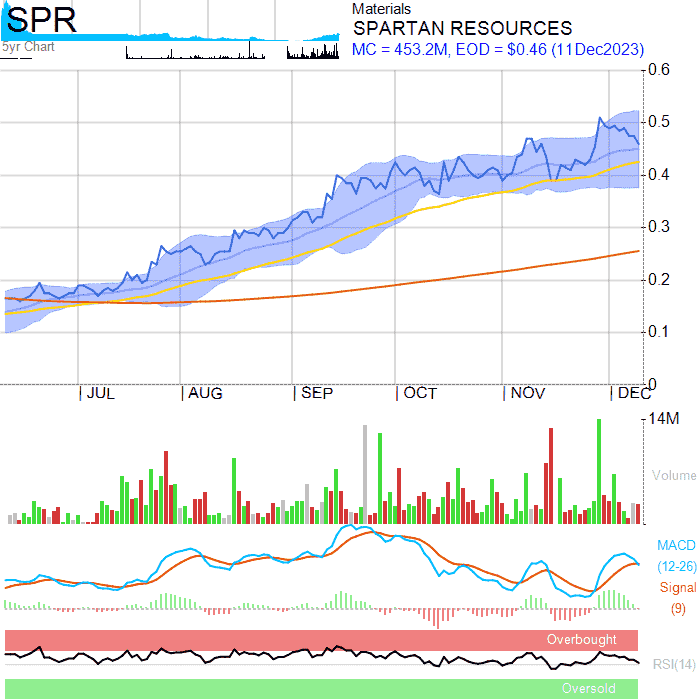 SPR
5yr Chart
Materials
SPARTAN RESOURCES
MC = 453.2M, EOD = $0.46 (11Dec2023)
0.6
0.5
0.4
0.3
0.2
0.1
0
JUL AUG SEP OCT NOV DEC
14M
Volume
MACD
(12-26)
Signal
(9)
Overbought
RSI(14)
Oversold